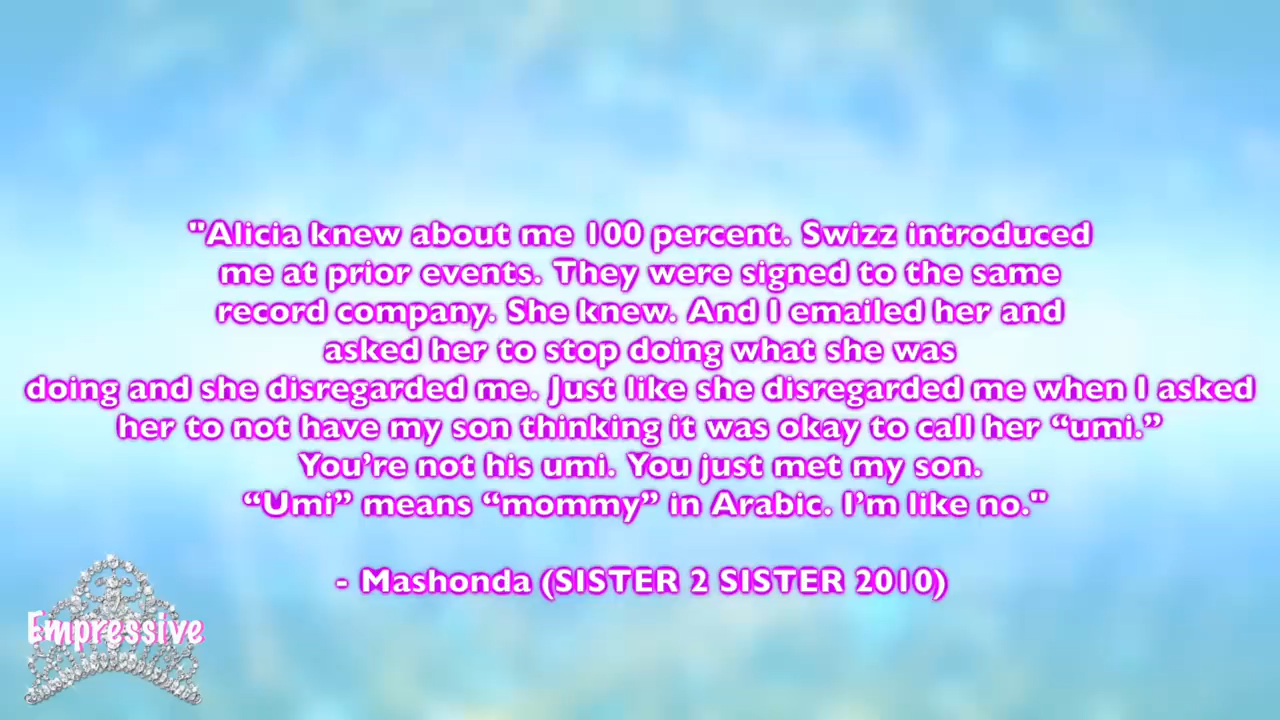 "Alicia knew about me 100 percent. Swizz introduced
me at prior events. They were signed to the same
record company. She knew. And I emailed her and
asked her to stop doing what she was
doing and she disregarded me. Just like she disregarded me when I asked
her to not have my son thinking it was okay to call her “umi.”
You’re not his umi. You just met my son.
“Umi” means “mommy” in Arabic. I’m like no."
- Mashonda (SISTER 2 SISTER 2010)
Empressive